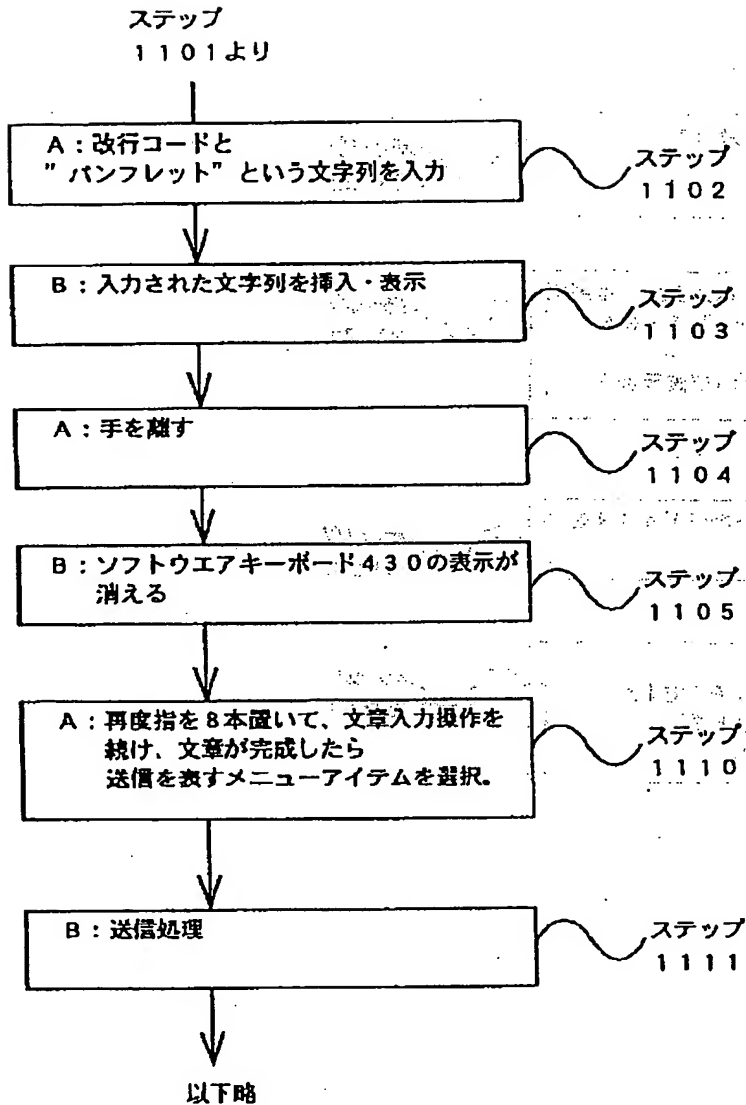 ステップ
1101より
A：改行コードと
”パンフレット”という文字列を入力
ステップ
1102
B：入力された文字列を挿入・表示
ステップ
1103
A：手を離す
ステップ
1104
B：ソフトウエアキーボード430の表示が
消える
ステップ
1105
A：再度指を8本置いて、文章入力操作を
続け、文章が完成したら
送信を表すメニューアイテムを選択。
ステップ
1110
B：送信処理
ステップ
1111
以下略